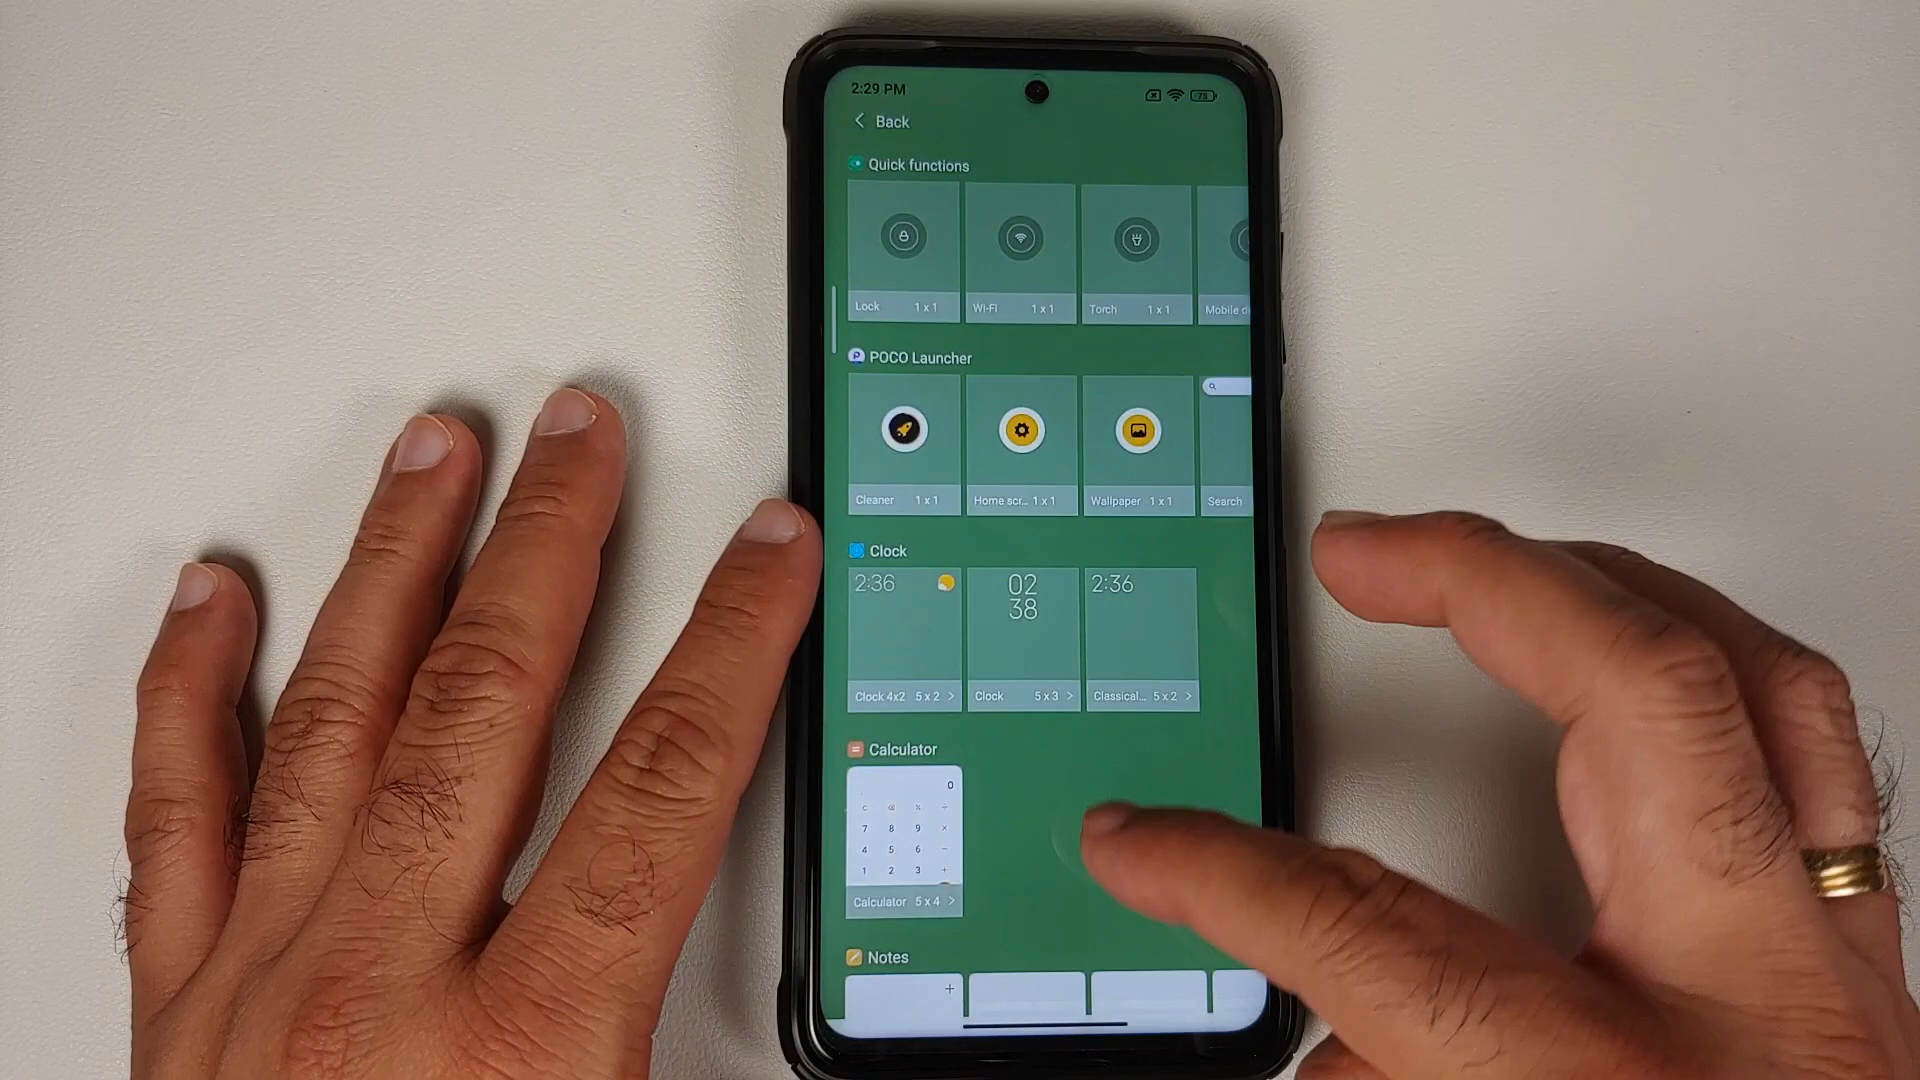 2:29 PM
79
Back
Quick functions
Lock 1 x 1
Wi-Fi 1 x 1
Torch 1 x 1
Mobile d
POCO Launcher
Cleaner 1 x 1
Home scr... 1 x 1
Wallpaper 1 x 1
Search
Clock
2:36
02
38
2:36
Clock 4x2 5 x 2 >
Clock 5 x 3 >
Classical... 5 x 2 >
Calculator
0
C % ÷
7 8 9 ×
4 5 6 −
1 2 3 +
Calculator 5 x 4 >
Notes
+